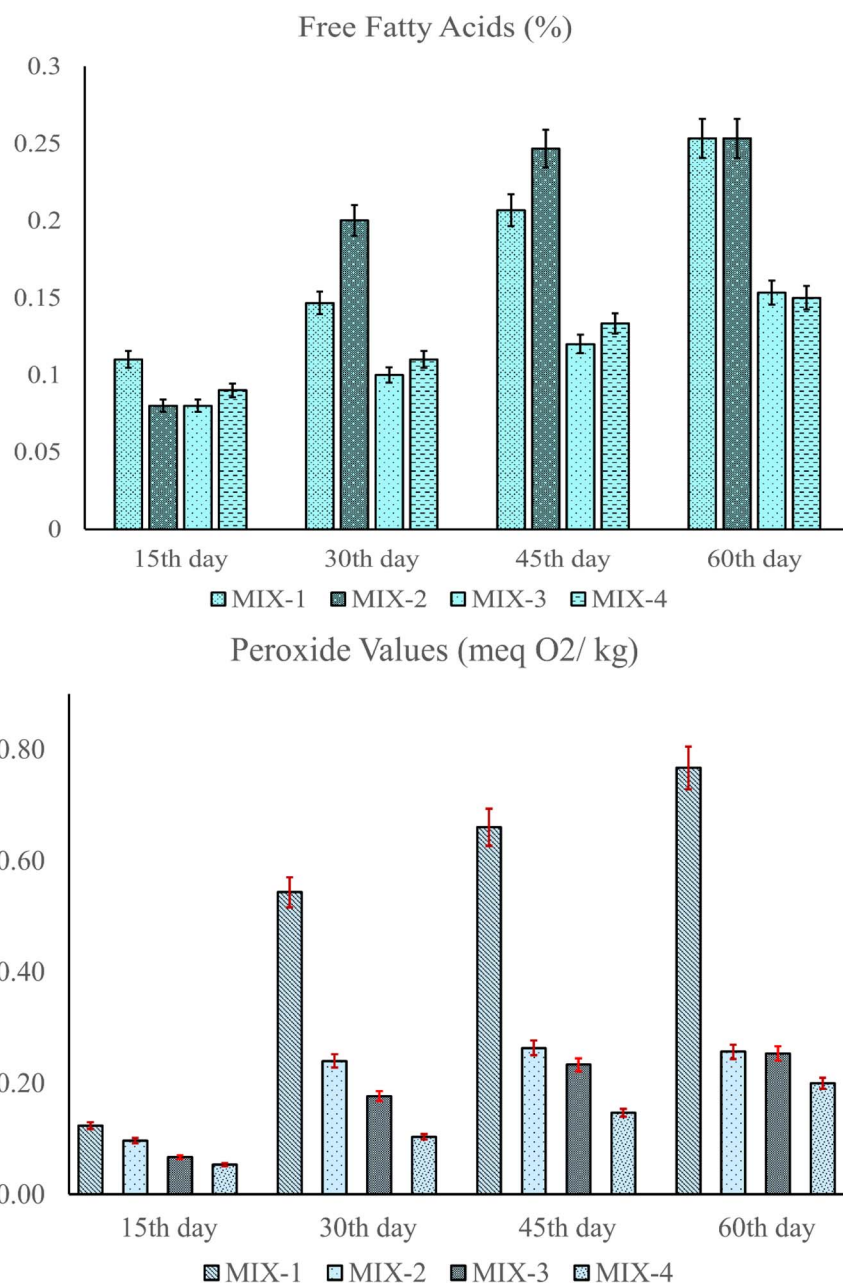 Free Fatty Acids (%)
0.3
0.25
0.2
0.15
0.1
0.05
0
15th day 30th day 45th day 60th day
MIX-1 MIX-2 MIX-3 MIX-4
Peroxide Values (meq O2/ kg)
0.80
0.60
0.40
0.20
0.00
15th day 30th day 45th day 60th day
MIX-1 MIX-2 MIX-3 MIX-4